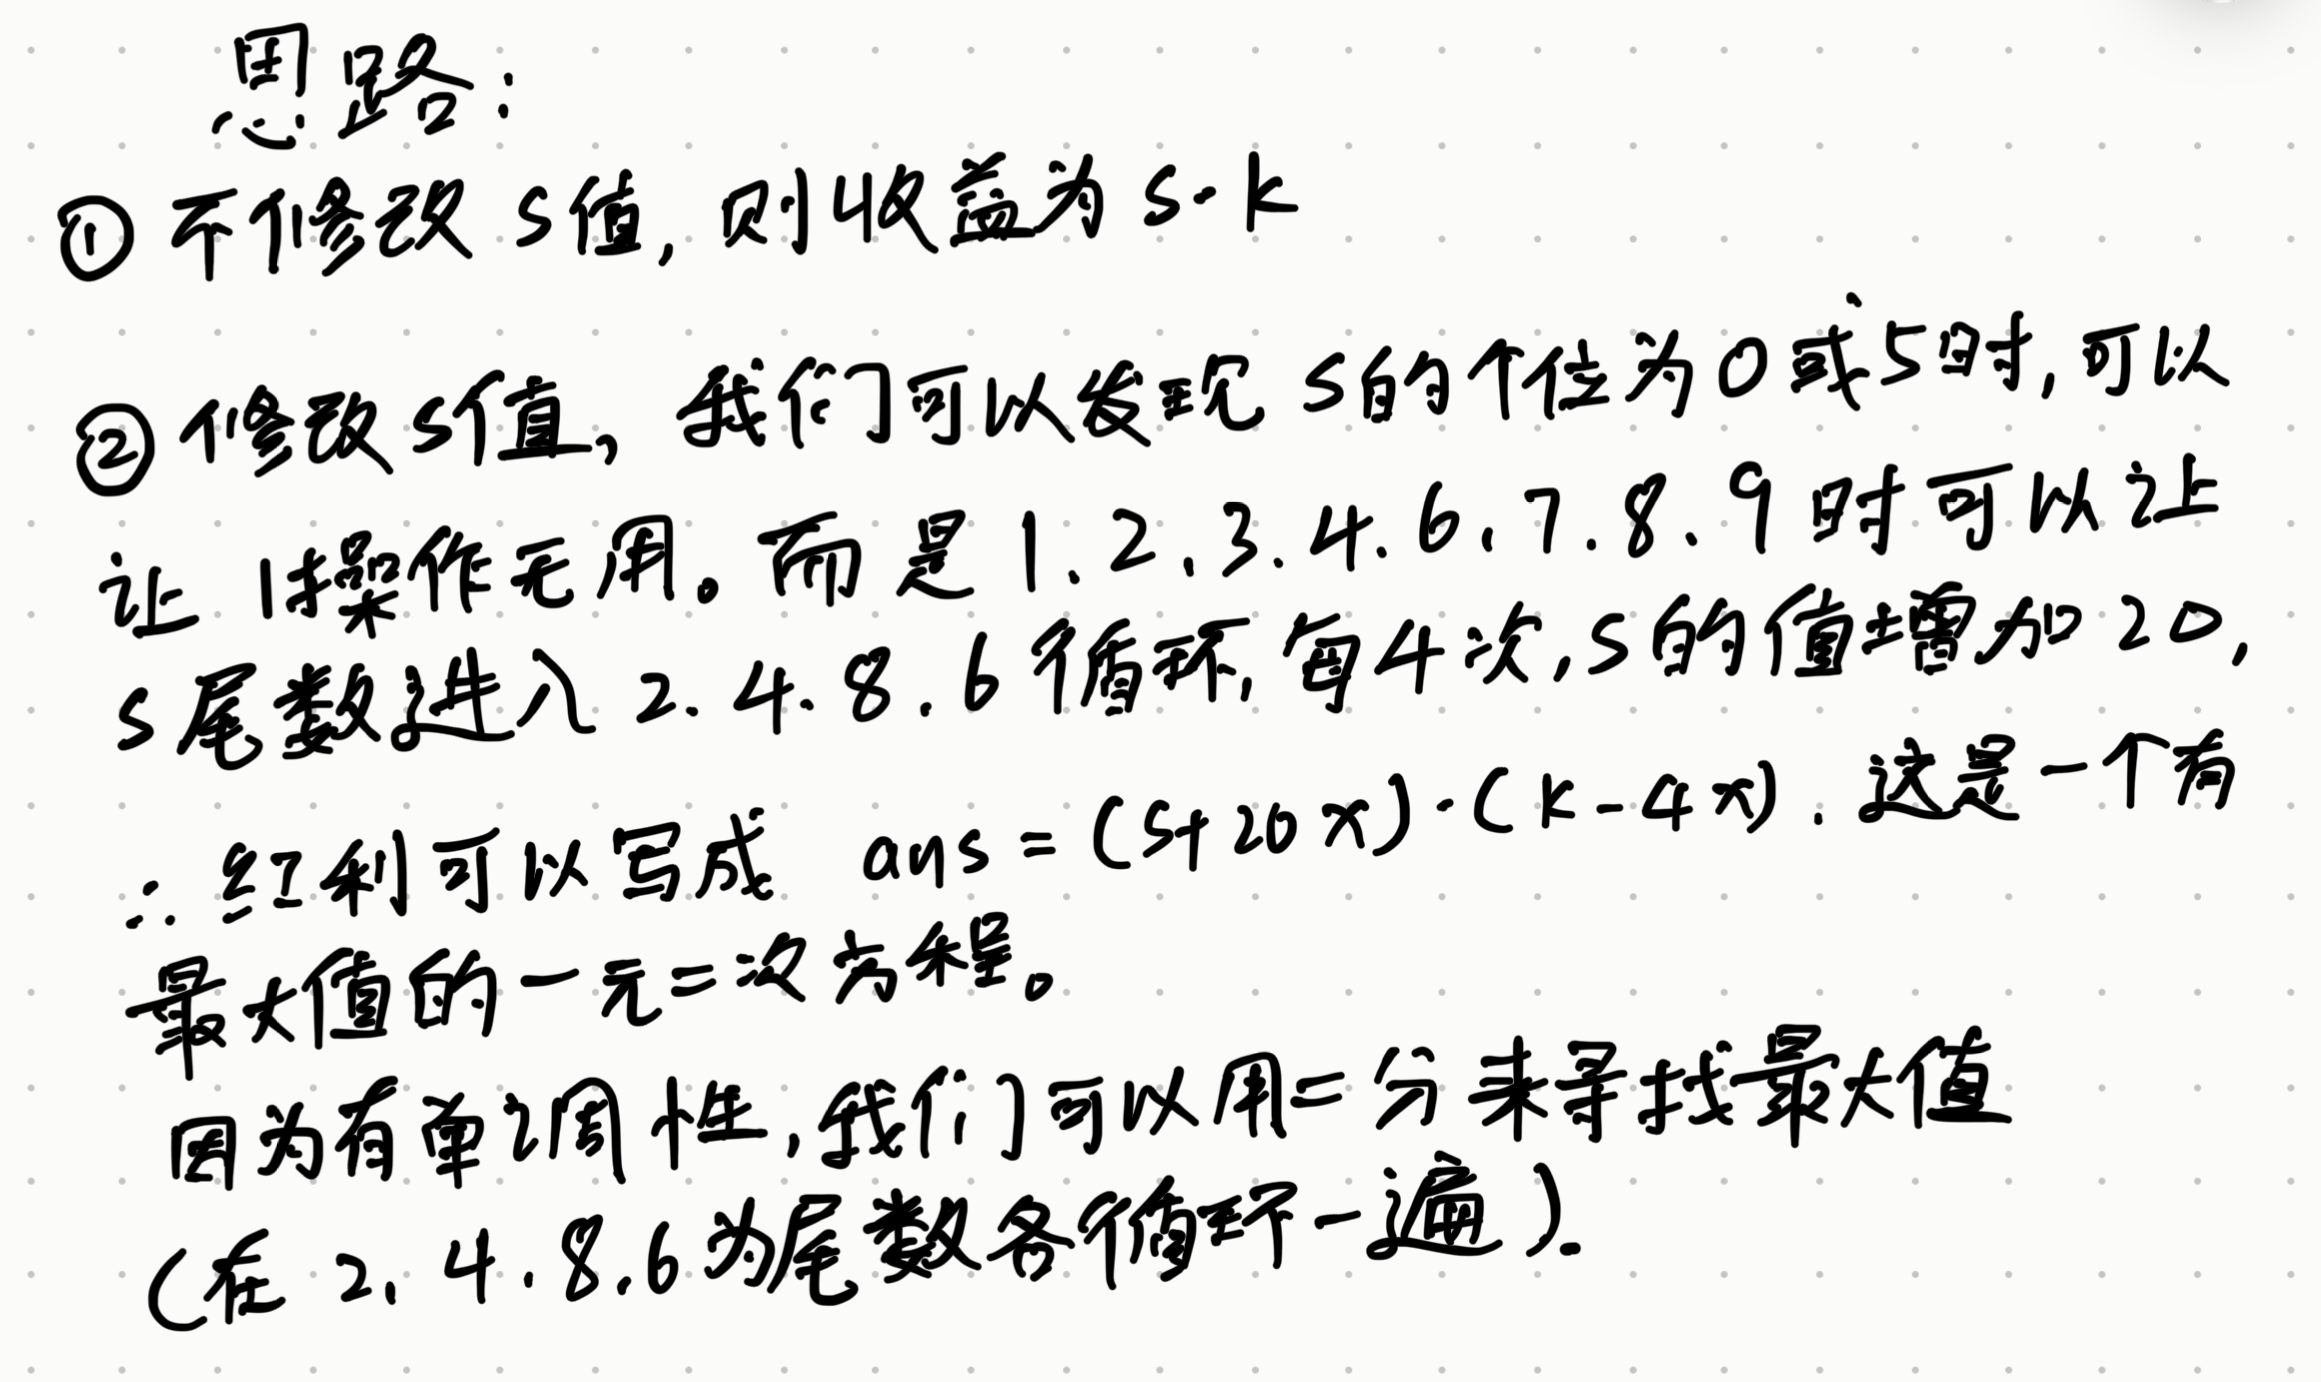 思路:
① 不修改 s值, 则收益为 s·k
② 修改s值, 我们可以发现 s的个位为0或5时, 可以
让 1操作无用。而是1.2.3.4.6.7.8.9时可以让
s尾数进入2.4.8.6循环, 每4次, s的值增加20,
∴ 红利可以写成 ans = (s+20x)·(k-4x). 这是一个有
最大值的一元二次方程。
因为有单调性, 我们可以用二分来寻找最大值
(在 2.4.8.6为尾数各循环一遍).